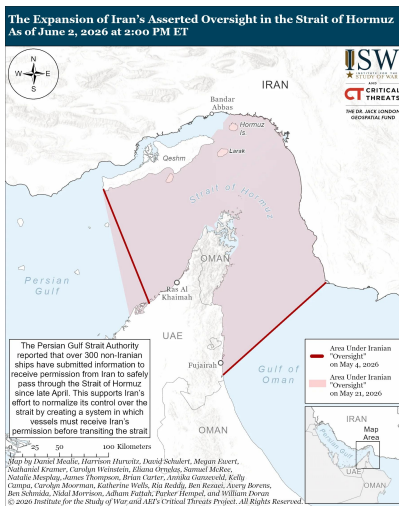 The Expansion of Iran's Asserted Oversight in the Strait of Hormuz
As of June 2, 2026 at 2:00 PM ET
N
W
E
S
ISW
INSTITUTE FOR THE
STUDY OF WAR
AND
CT CRITICAL
THREATS
THE DR. JACK LONDON
GEOSPATIAL FUND
IRAN
Bandar
Abbas
Hormuz
Is.
Larak
Qeshm
Strait of Hormuz
OMAN
Persian
Gulf
Ras Al
Khaimah
UAE
Fujairah
Gulf of
Oman
OMAN
The Persian Gulf Strait Authority
reported that over 300 non-Iranian
ships have submitted information to
receive permission from Iran to safely
pass through the Strait of Hormuz
since late April. This supports Iran's
effort to normalize its control over the
strait by creating a system in which
vessels must receive Iran's
permission before transiting the strait
Area Under Iranian
"Oversight"
on May 4, 2026
Area Under Iranian
"Oversight"
on May 21, 2026
25 50 100 Kilometers
IRAN
Map
Area
UAE
OMAN
Map by Daniel Mealie, Harrison Hurwitz, David Schulert, Megan Ewert,
Nathaniel Kramer, Carolyn Weinstein, Eliana Ornglas, Samuel McRee,
Natalie Mesplay, James Thompson, Brian Carter, Annika Ganzeveld, Kelly
Campa, Carolyn Moorman, Katherine Wells, Ria Reddy, Ben Rezaei, Avery Borens,
Ben Schmida, Nidal Morrison, Adham Fattah, Parker Hempel, and William Doran
© 2026 Institute for the Study of War and AEI's Critical Threats Project. All Rights Reserved.